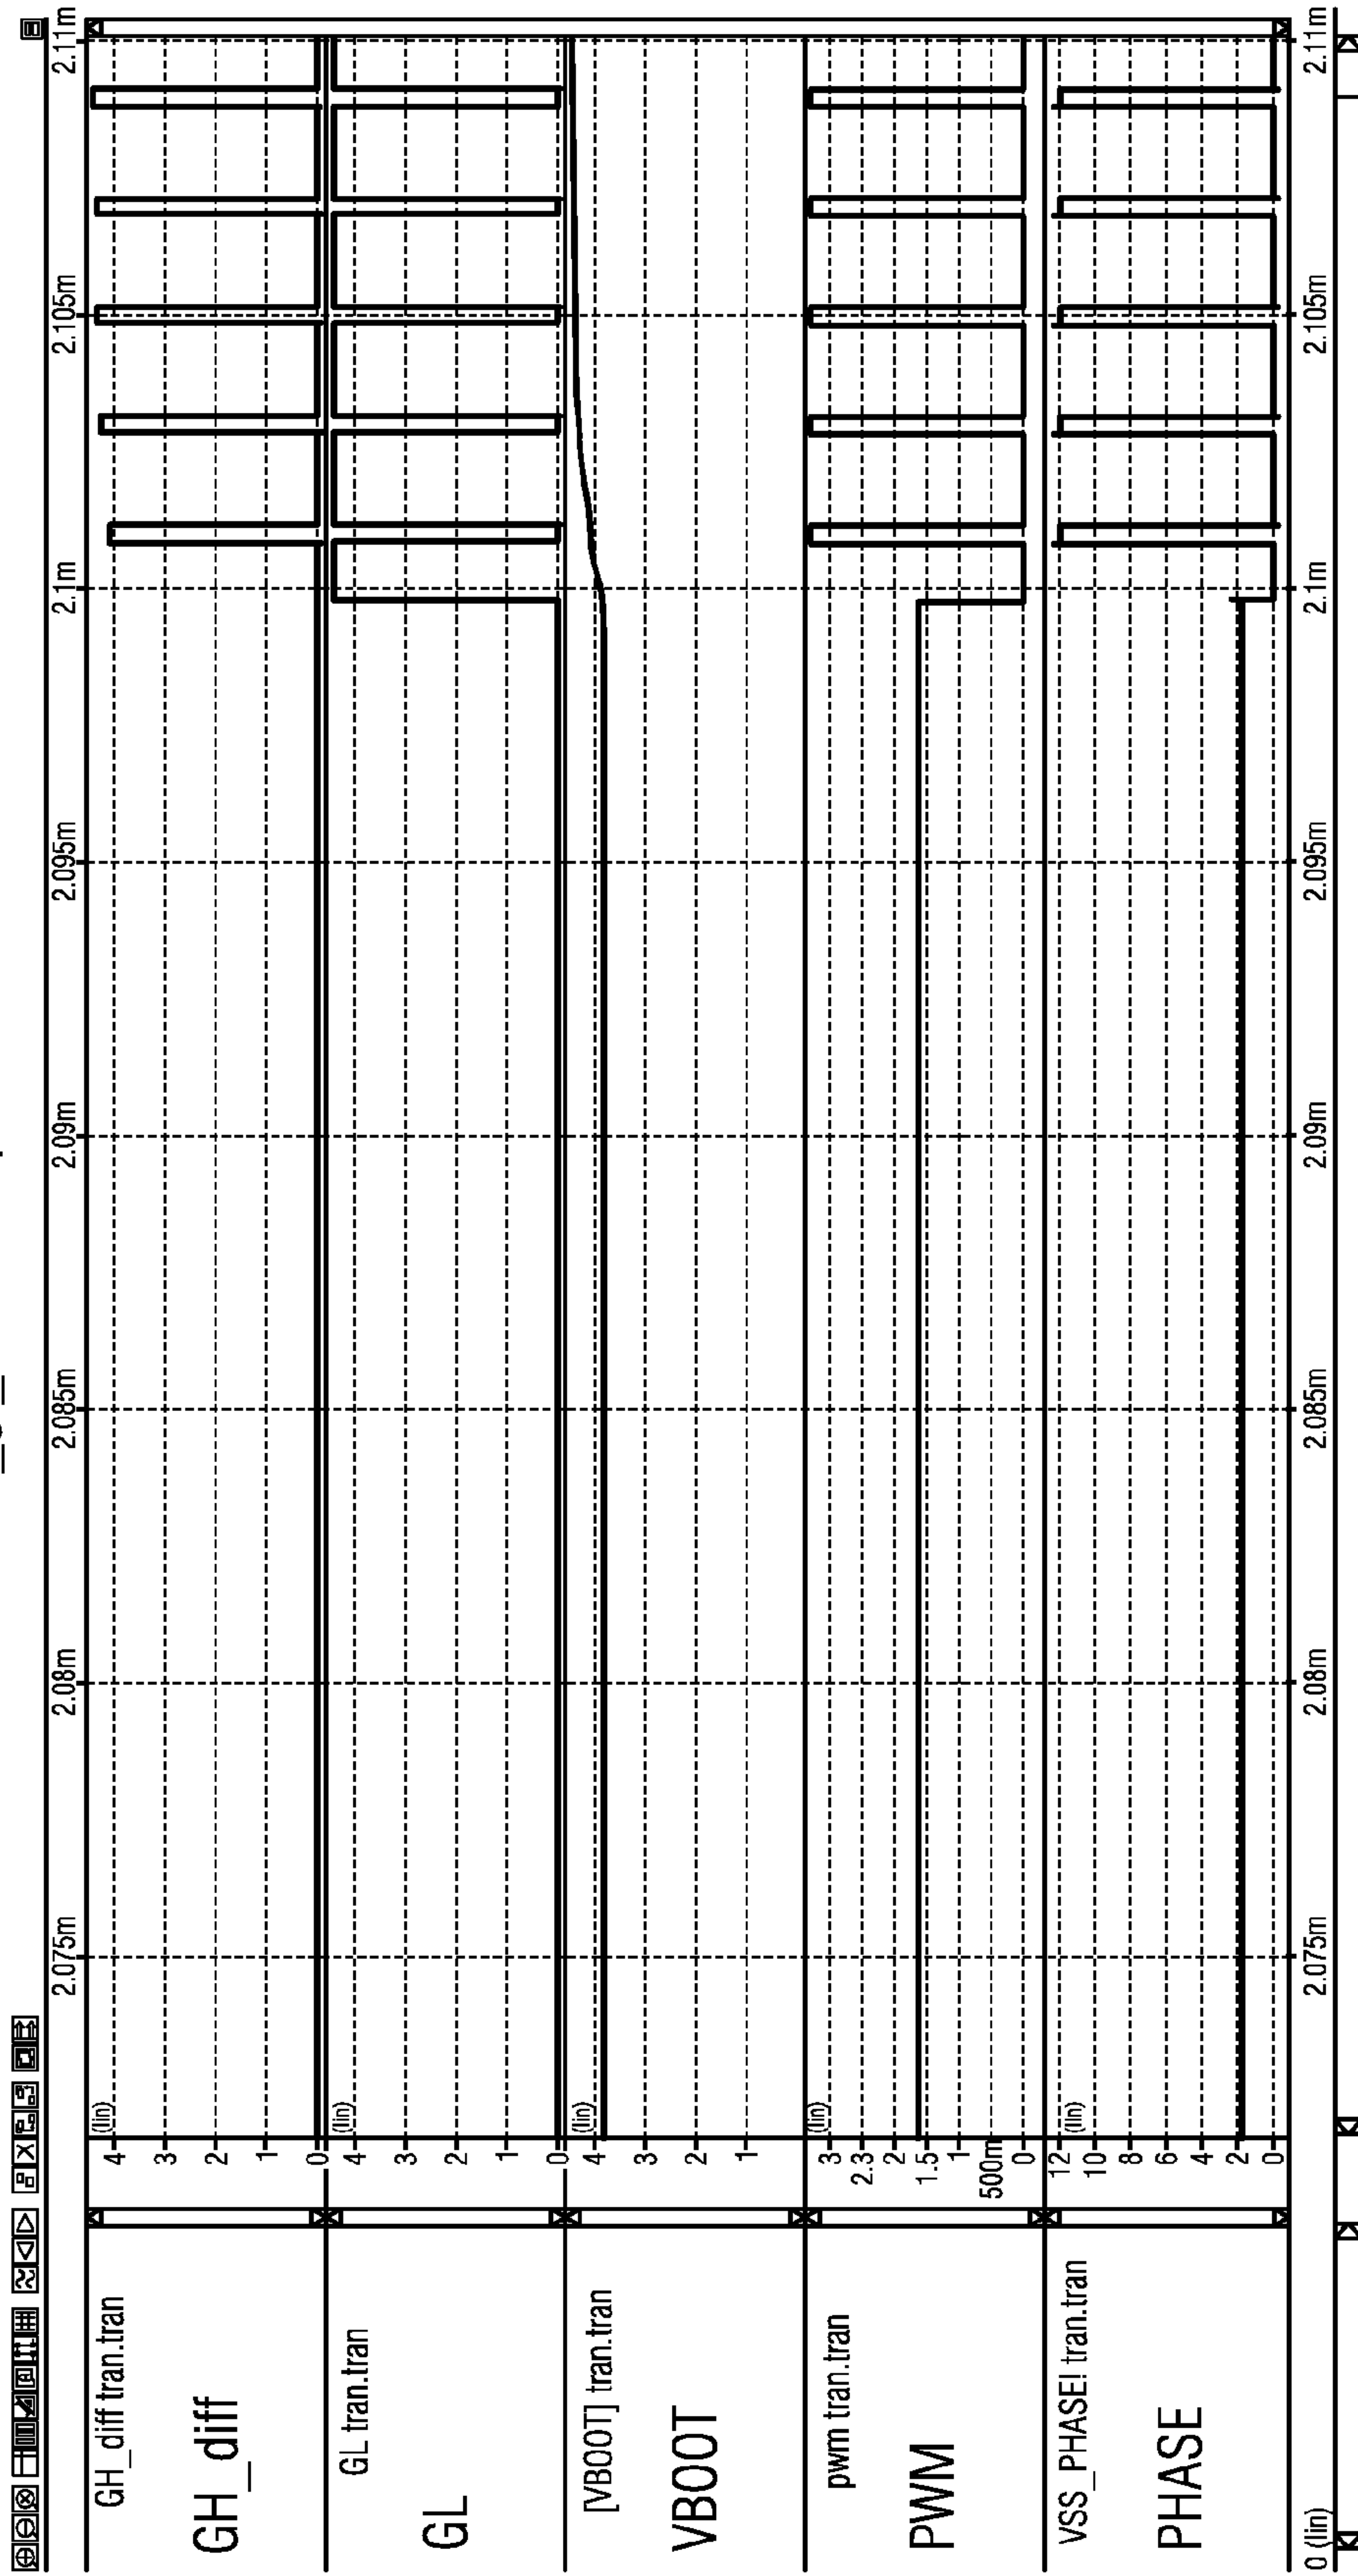 2.075m 2.08m 2.085m 2.09m 2.095m 2.1m 2.105m 2.11m
GH_diff tran.tran
GH_diff
(lin)
4
3
2
1
0
GL tran.tran
GL
(lin)
4
3
2
1
0
[VBOOT] tran.tran
VBOOT
(lin)
4
3
2
1
pwm tran.tran
PWM
(lin)
3
2.3
2
1.5
1
500m
0
VSS_PHASE! tran.tran
PHASE
(lin)
12
10
8
6
4
2
0
0 (lin) 2.075m 2.08m 2.085m 2.09m 2.095m 2.1m 2.105m 2.11m